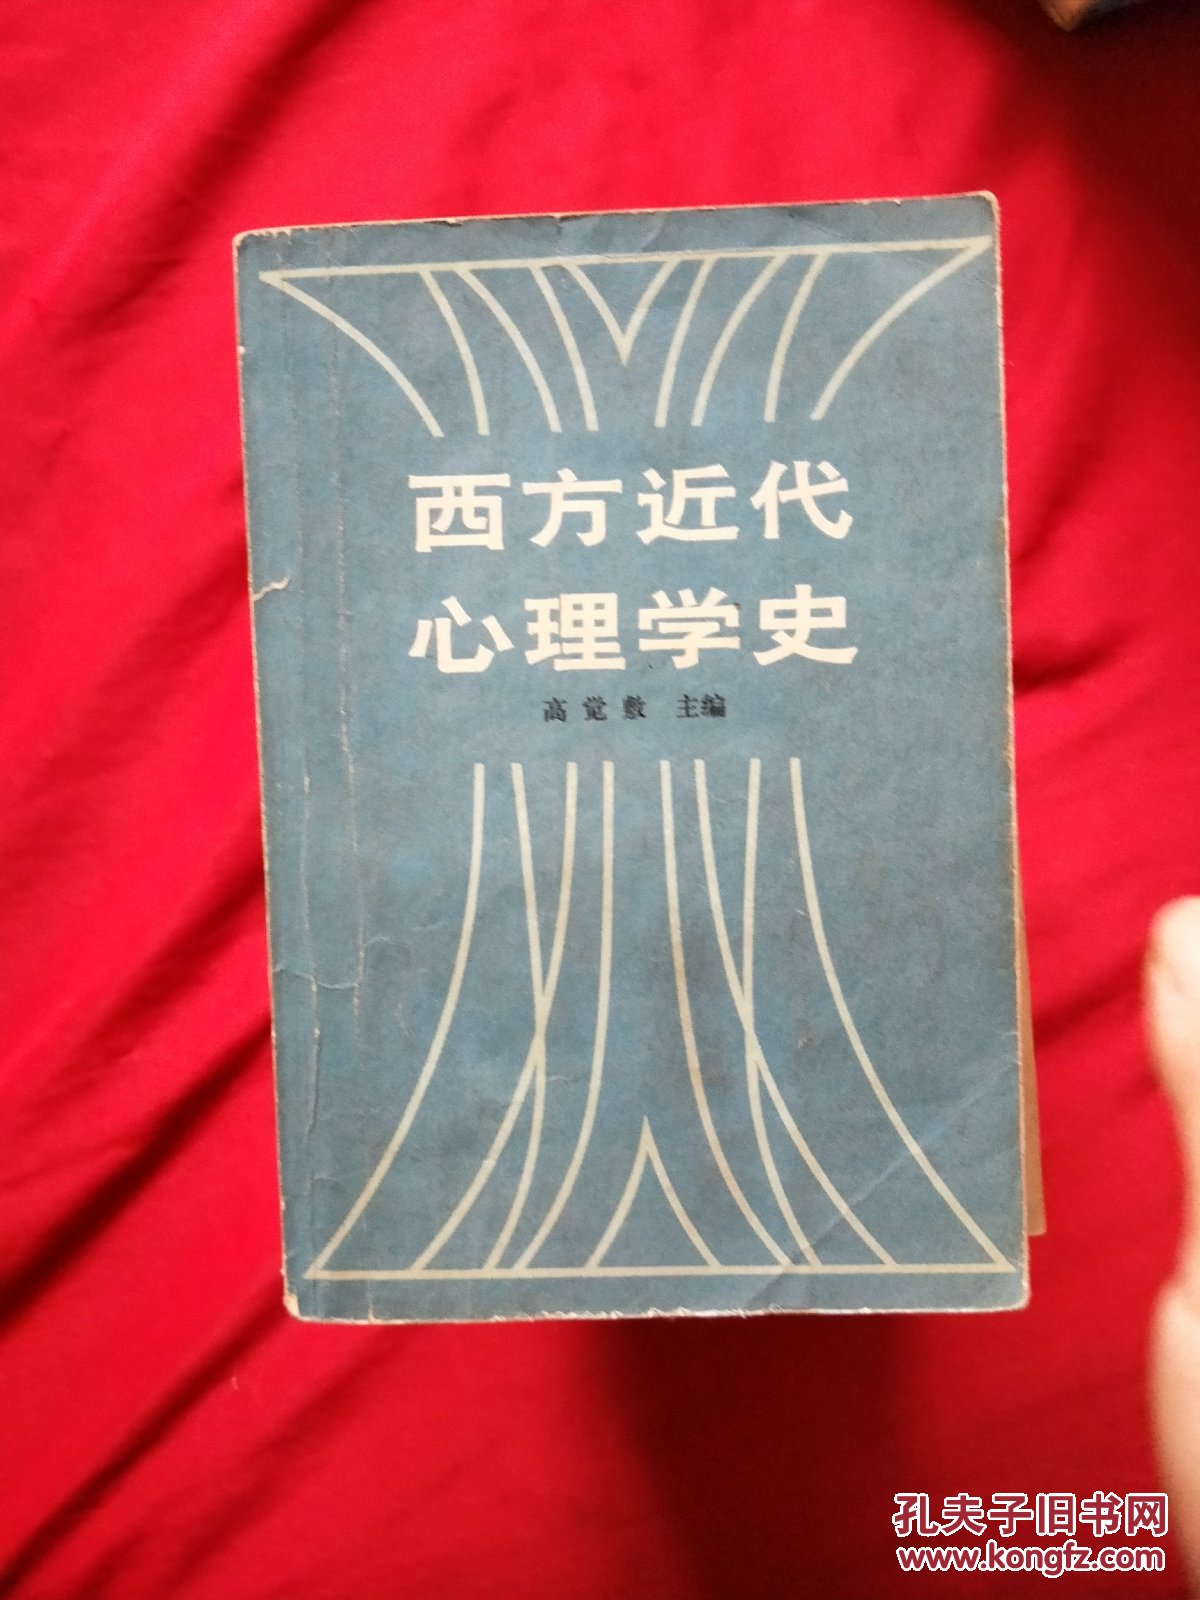 西方近代
心理学史
高觉敷 主编
孔夫子旧书网
www.kongfz.com